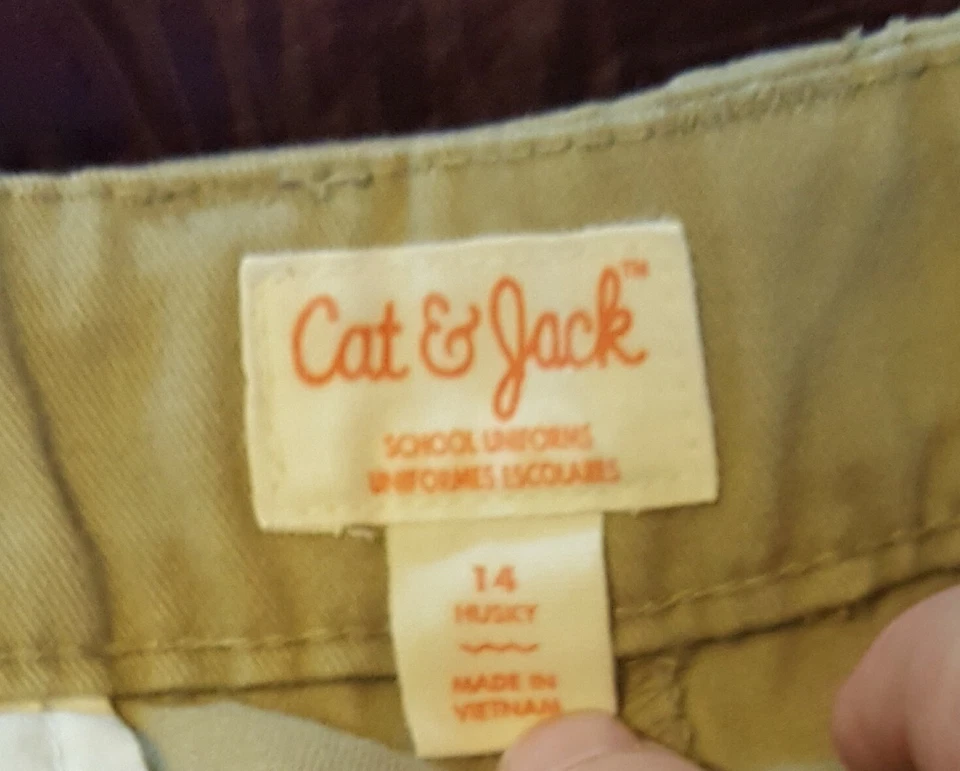 Cat & Jack™
SCHOOL UNIFORMS
UNIFORMES ESCOLARES
14
HUSKY
MADE IN
VIETNAM